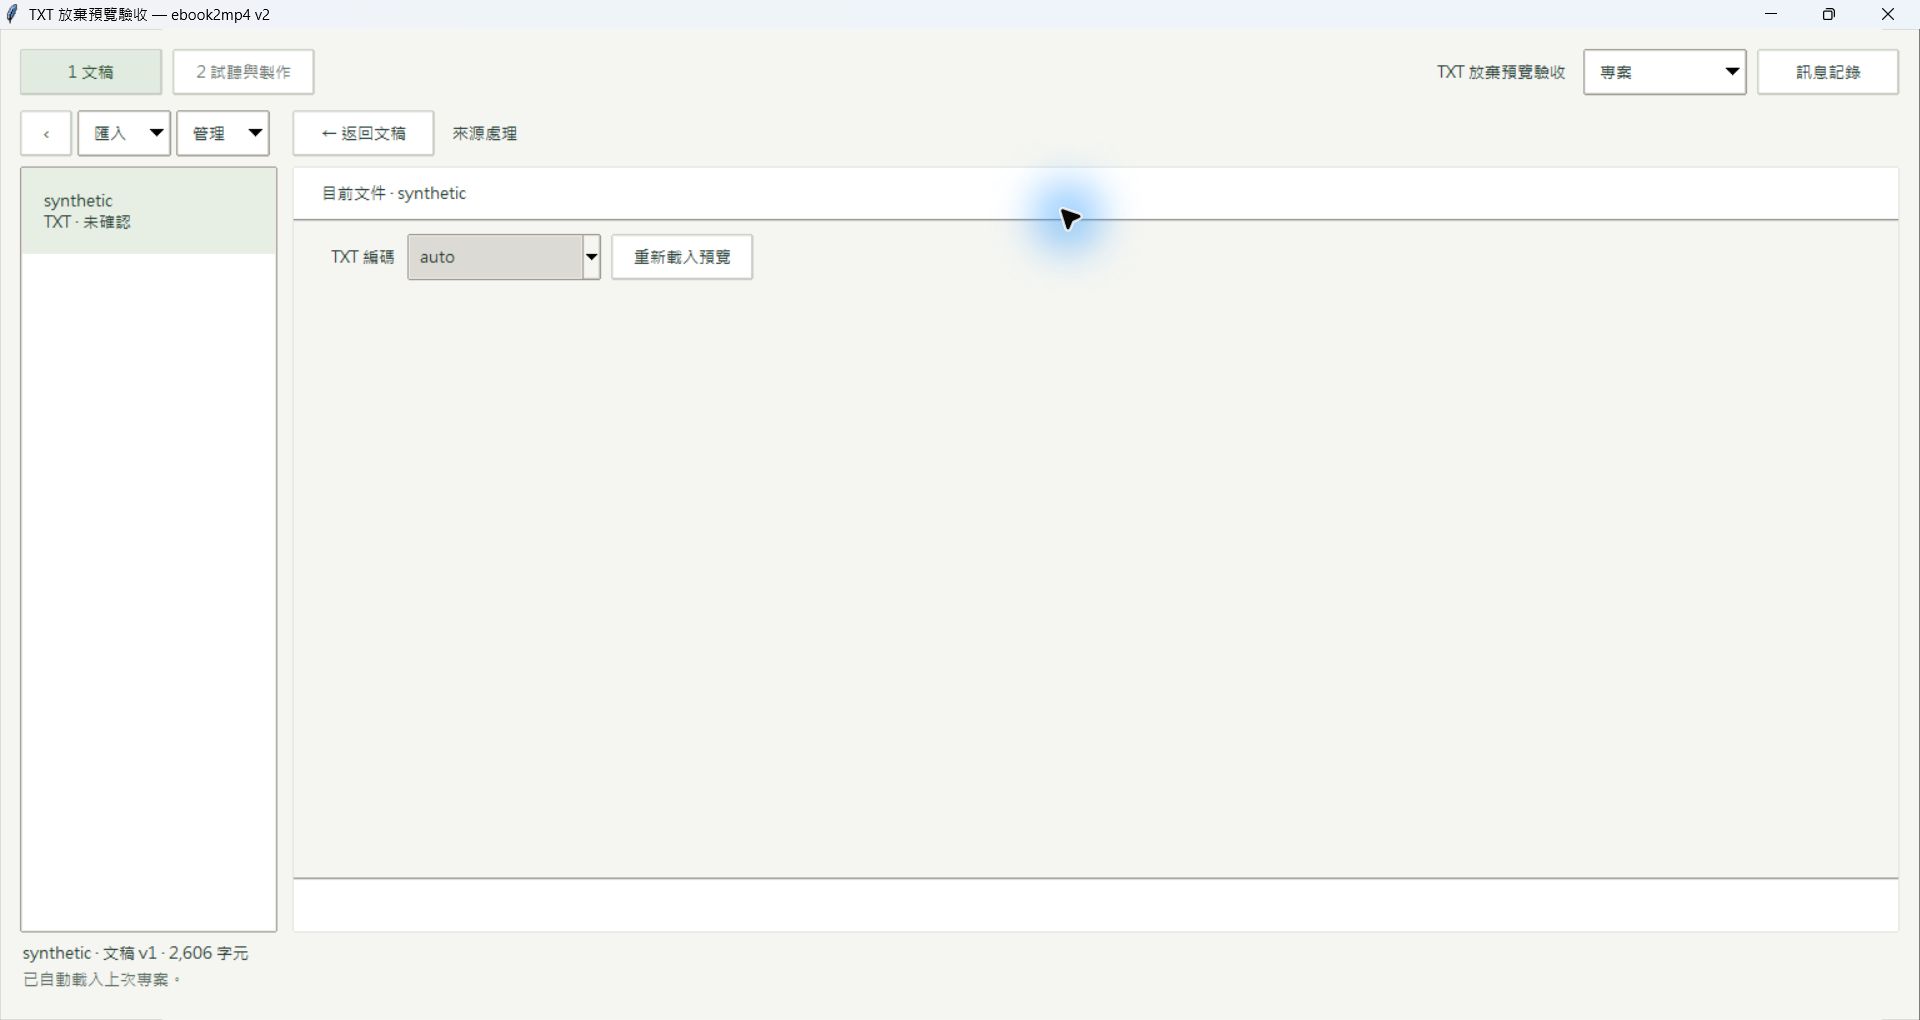 TXT 放棄預覽驗收 — ebook2mp4 v2
1 文稿
2 試聽與製作
TXT 放棄預覽驗收
專案
訊息記錄
‹
匯入
管理
← 返回文稿
來源處理
synthetic
TXT · 未確認
目前文件 · synthetic
TXT 編碼
auto
重新載入預覽
synthetic · 文稿 v1 · 2,606 字元
已自動載入上次專案。